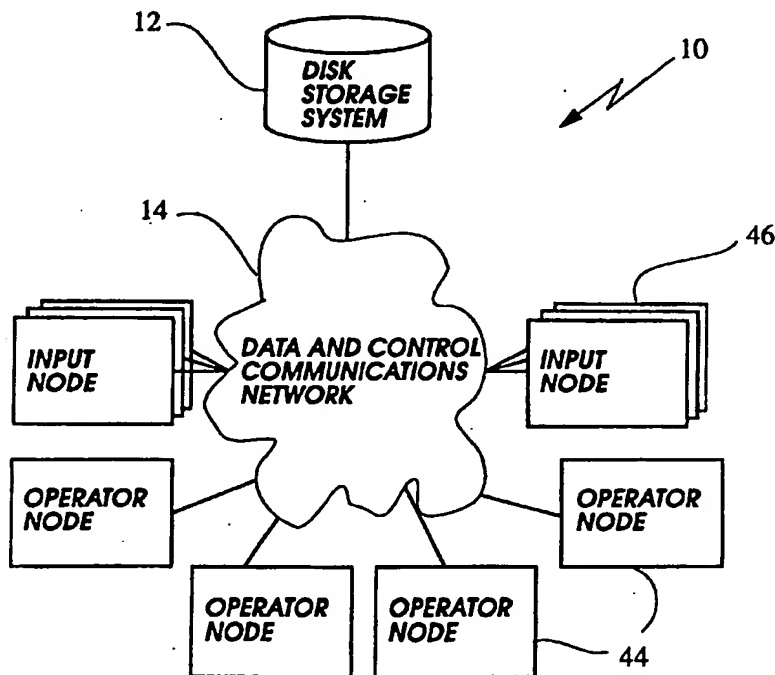 12
DISK
STORAGE
SYSTEM
10
14
46
INPUT
NODE
DATA AND CONTROL
COMMUNICATIONS
NETWORK
INPUT
NODE
OPERATOR
NODE
OPERATOR
NODE
OPERATOR
NODE
OPERATOR
NODE
44